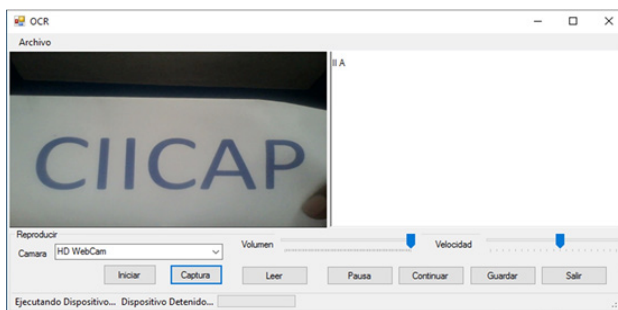 OCR
Archivo
CIICAP
II A
Reproducir
Camara HD WebCam
Volumen
Velocidad
Iniciar Captura Leer Pausa Continuar Guardar Salir
Ejecutando Dispositivo... Dispositivo Detenido...